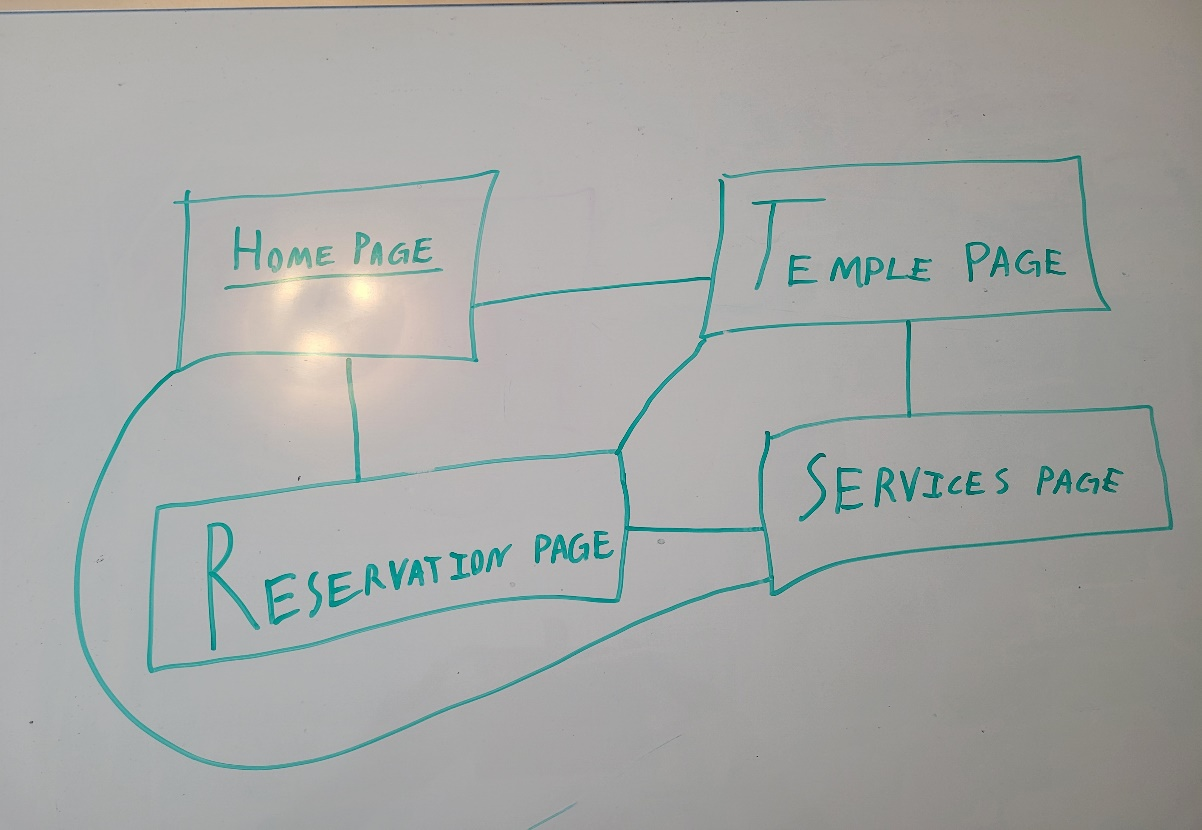 HOME PAGE
TEMPLE PAGE
RESERVATION PAGE
SERVICES PAGE